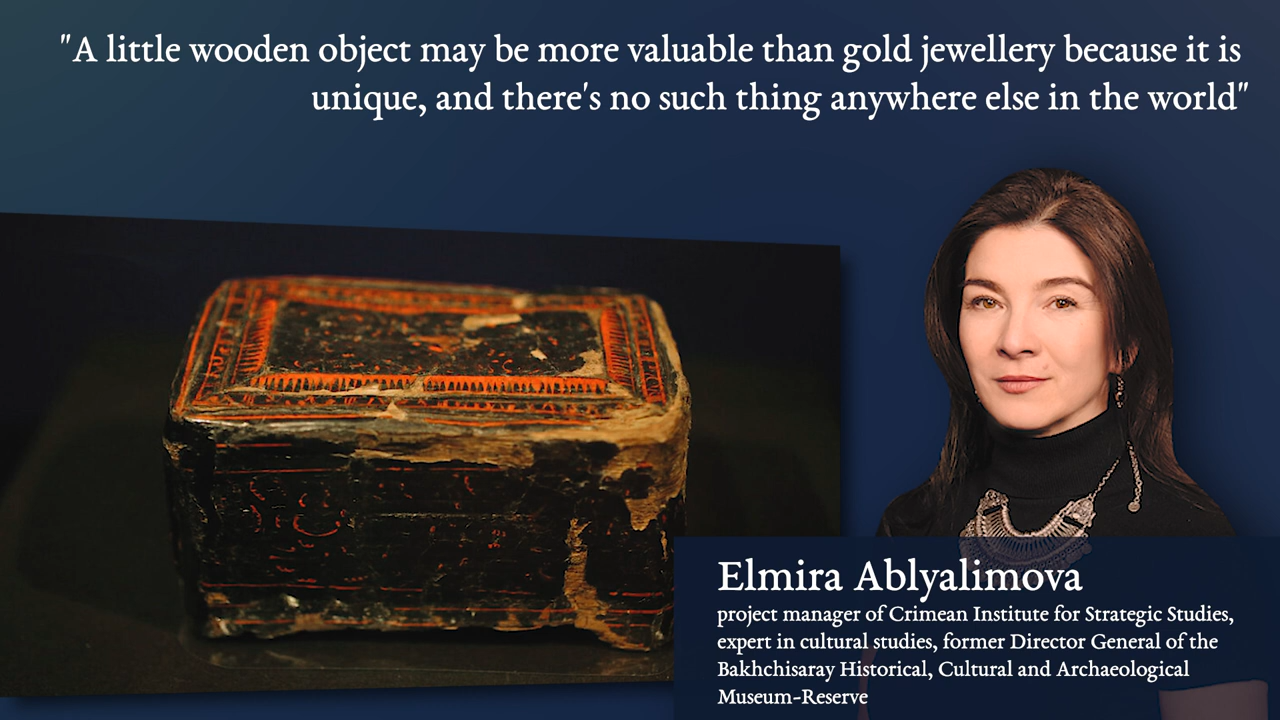 "A little wooden object may be more valuable than gold jewellery because it is
unique, and there's no such thing anywhere else in the world"
Elmira Ablyalimova
project manager of Crimean Institute for Strategic Studies,
expert in cultural studies, former Director General of the
Bakhchisaray Historical, Cultural and Archaeological
Museum-Reserve